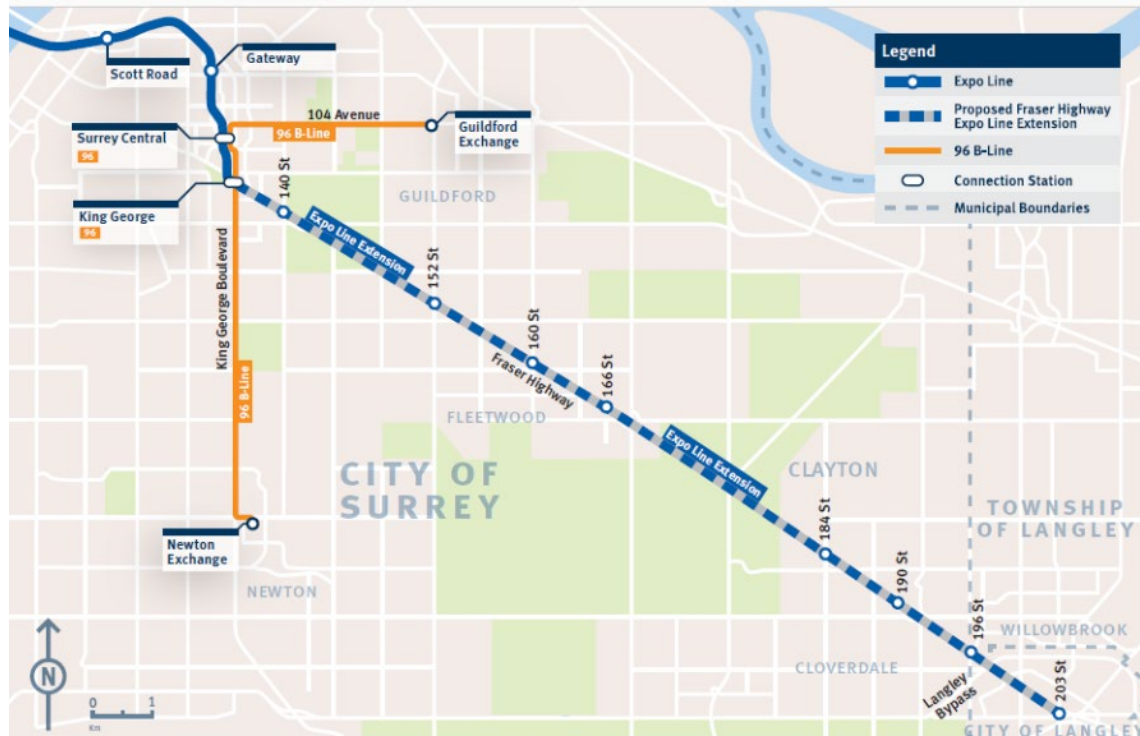 Scott Road
Gateway
Surrey Central
96
King George
96
104 Avenue
96 B-Line
Guildford
Exchange
GUILDFORD
140 St
Expo Line Extension
152 St
160 St
166 St
Fraser Highway
FLEETWOOD
King George Boulevard
96 B-Line
CITY OF
SURREY
Expo Line Extension
CLAYTON
184 St
190 St
196 St
203 St
TOWNSHIP
OF LANGLEY
Newton
Exchange
NEWTON
WILLOWBROOK
CLOVERDALE
Langley
Bypass
CITY OF LANGLEY
N
0 1
Km
Legend
Expo Line
Proposed Fraser Highway
Expo Line Extension
96 B-Line
Connection Station
Municipal Boundaries